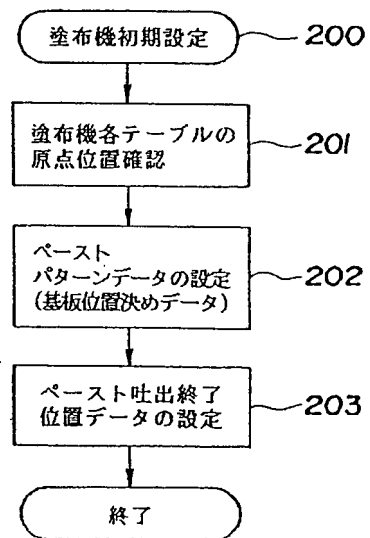 塗布機初期設定
200
塗布機各テーブルの
原点位置確認
201
ペースト
パターンデータの設定
(基板位置決めデータ)
202
ペースト吐出終了
位置データの設定
203
終了